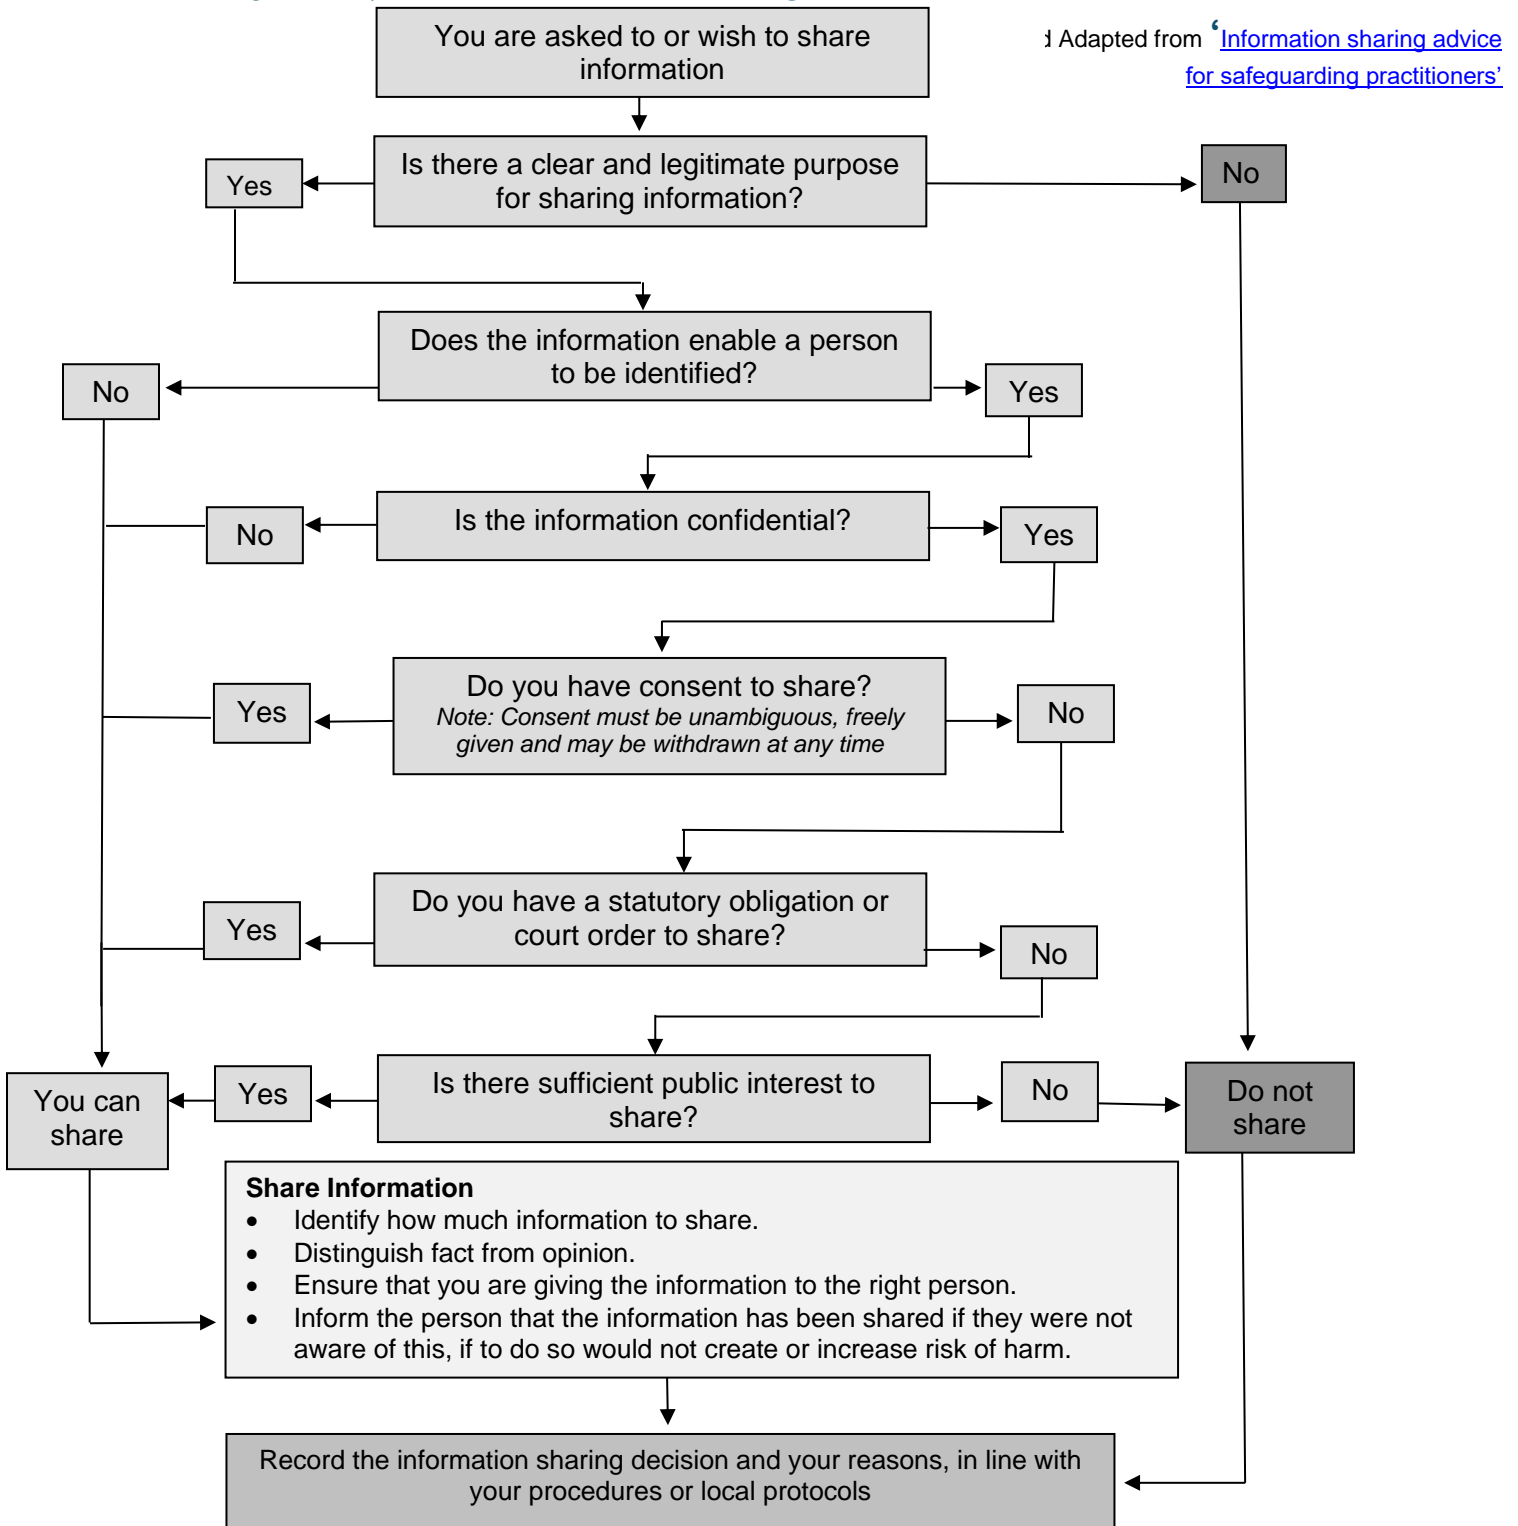 You are asked to or wish to share
information
Adapted from ‘Information sharing advice
for safeguarding practitioners’
Is there a clear and legitimate purpose
for sharing information?
Yes
No
Does the information enable a person
to be identified?
No
Yes
Is the information confidential?
No
Yes
Do you have consent to share?
Note: Consent must be unambiguous, freely
given and may be withdrawn at any time
Yes
No
Do you have a statutory obligation or
court order to share?
Yes
No
Is there sufficient public interest to
share?
You can
share
Yes
No
Do not
share
Share Information
• Identify how much information to share.
• Distinguish fact from opinion.
• Ensure that you are giving the information to the right person.
• Inform the person that the information has been shared if they were not
aware of this, if to do so would not create or increase risk of harm.
Record the information sharing decision and your reasons, in line with
your procedures or local protocols